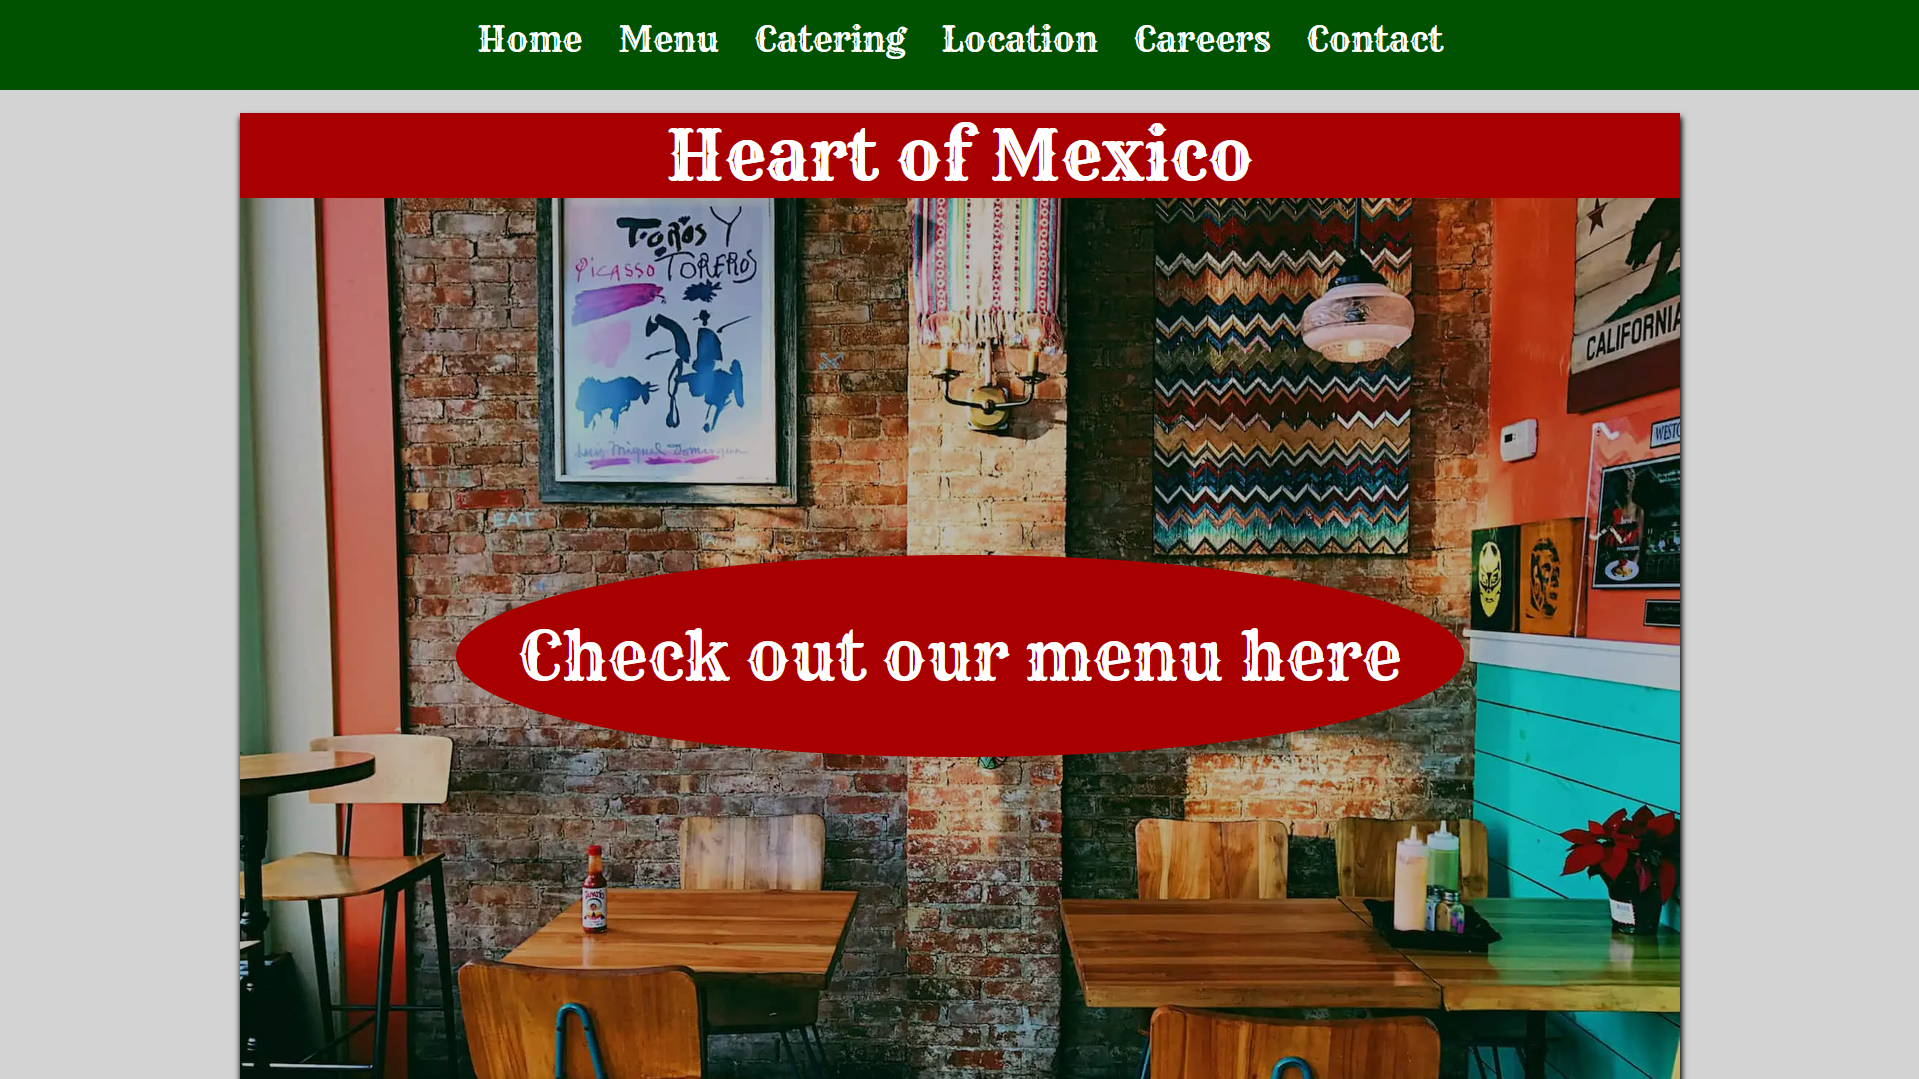 Home Menu Catering Location Careers Contact
Heart of Mexico
Toros Y
Picasso Toreros
Luis Miguel Dominguin
CALIFORNIA
EAT
Check out our menu here